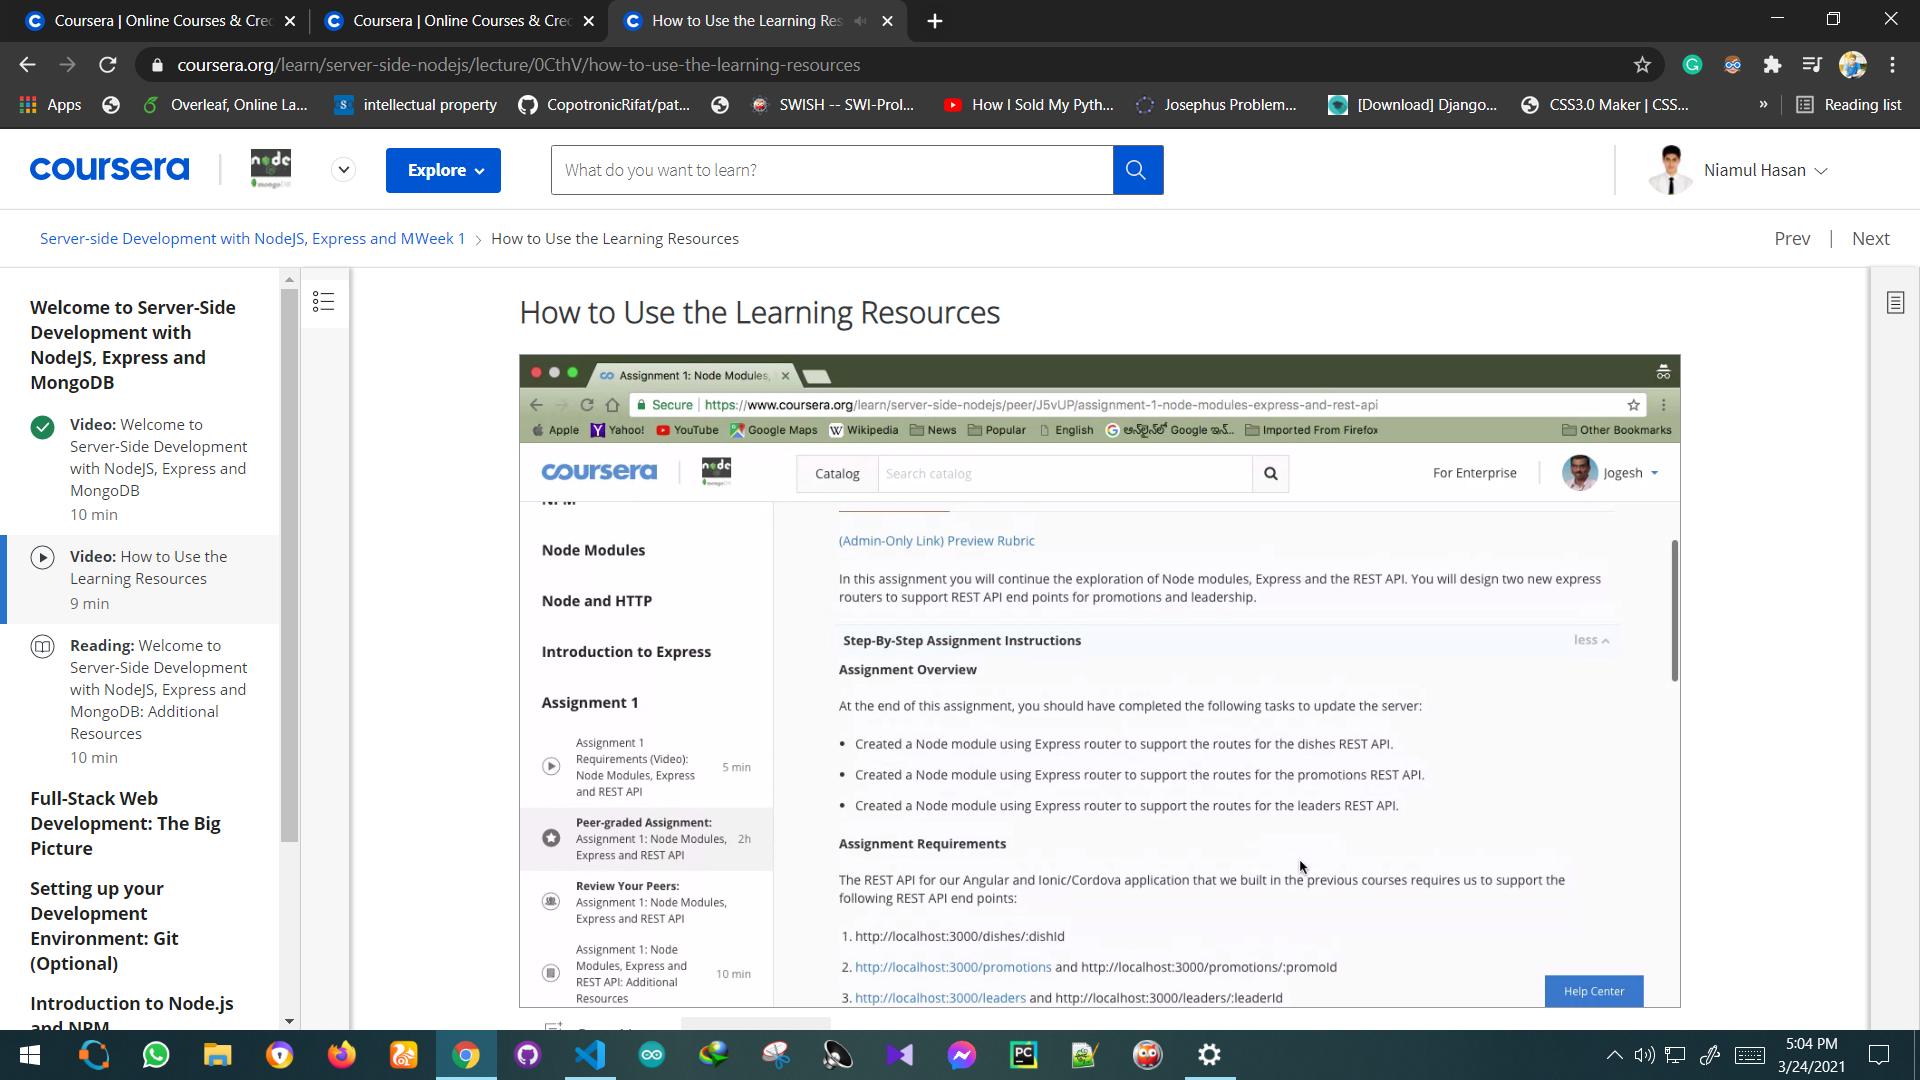 Coursera | Online Courses & Cre
Coursera | Online Courses & Cre
How to Use the Learning Res
coursera.org/learn/server-side-nodejs/lecture/0CthV/how-to-use-the-learning-resources
Apps
Overleaf, Online La...
intellectual property
CopotronicRifat/pat...
SWISH -- SWI-Prol...
How I Sold My Pyth...
Josephus Problem...
[Download] Django...
CSS3.0 Maker | CSS...
»
Reading list
coursera
node
Explore
What do you want to learn?
Niamul Hasan
Server-side Development with NodeJS, Express and MWeek 1 > How to Use the Learning Resources
Prev | Next
Welcome to Server-Side
Development with
NodeJS, Express and
MongoDB
Video: Welcome to
Server-Side Development
with NodeJS, Express and
MongoDB
10 min
Video: How to Use the
Learning Resources
9 min
Reading: Welcome to
Server-Side Development
with NodeJS, Express and
MongoDB: Additional
Resources
10 min
Full-Stack Web
Development: The Big
Picture
Setting up your
Development
Environment: Git
(Optional)
Introduction to Node.js
and NPM
How to Use the Learning Resources
Assignment 1: Node Modules,
Secure | https://www.coursera.org/learn/server-side-nodejs/peer/J5vUP/assignment-1-node-modules-express-and-rest-api
Apple
Yahoo!
YouTube
Google Maps
Wikipedia
News
Popular
English
Google
Imported From Firefox
Other Bookmarks
coursera
node
Catalog
Search catalog
For Enterprise
Jogesh
NPM
Node Modules
Node and HTTP
Introduction to Express
Assignment 1
Assignment 1
Requirements (Video):
Node Modules, Express
and REST API
5 min
Peer-graded Assignment:
Assignment 1: Node Modules,
Express and REST API
2h
Review Your Peers:
Assignment 1: Node Modules,
Express and REST API
Assignment 1: Node
Modules, Express and
REST API: Additional
Resources
10 min
(Admin-Only Link) Preview Rubric
In this assignment you will continue the exploration of Node modules, Express and the REST API. You will design two new express
routers to support REST API end points for promotions and leadership.
Step-By-Step Assignment Instructions
less
Assignment Overview
At the end of this assignment, you should have completed the following tasks to update the server:
• Created a Node module using Express router to support the routes for the dishes REST API.
• Created a Node module using Express router to support the routes for the promotions REST API.
• Created a Node module using Express router to support the routes for the leaders REST API.
Assignment Requirements
The REST API for our Angular and Ionic/Cordova application that we built in the previous courses requires us to support the
following REST API end points:
1. http://localhost:3000/dishes/:dishId
2. http://localhost:3000/promotions and http://localhost:3000/promotions/:promoId
3. http://localhost:3000/leaders and http://localhost:3000/leaders/:leaderId
Help Center
PC
5:04 PM
3/24/2021